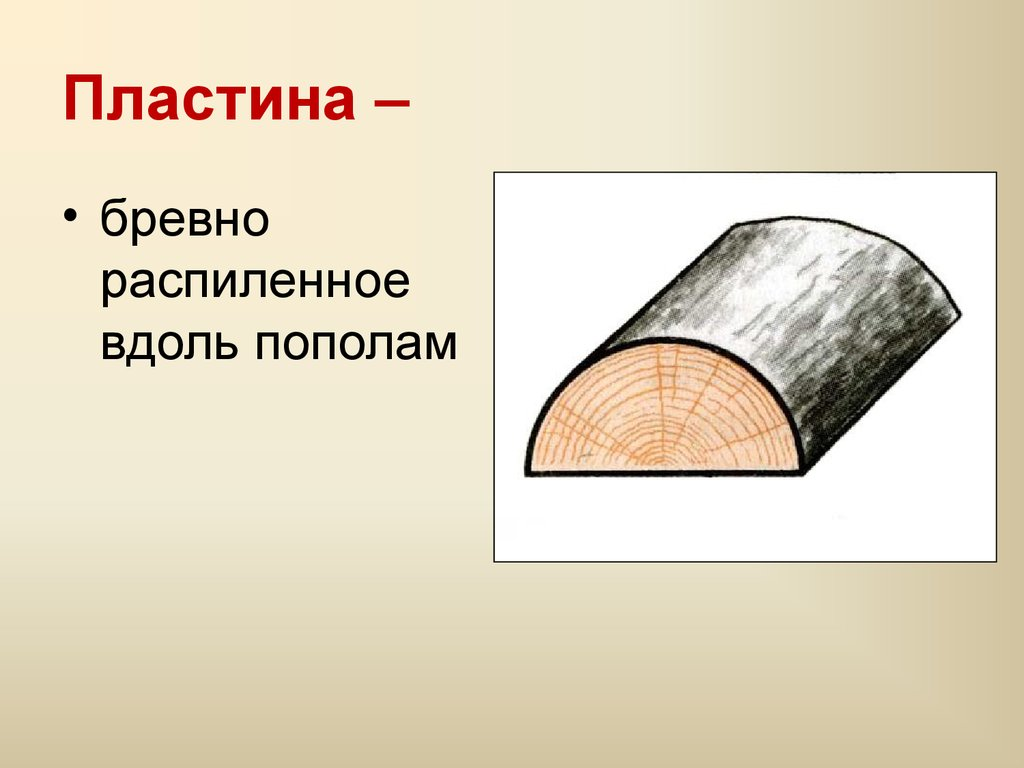 Пластина –
• бревно
распиленное
вдоль пополам